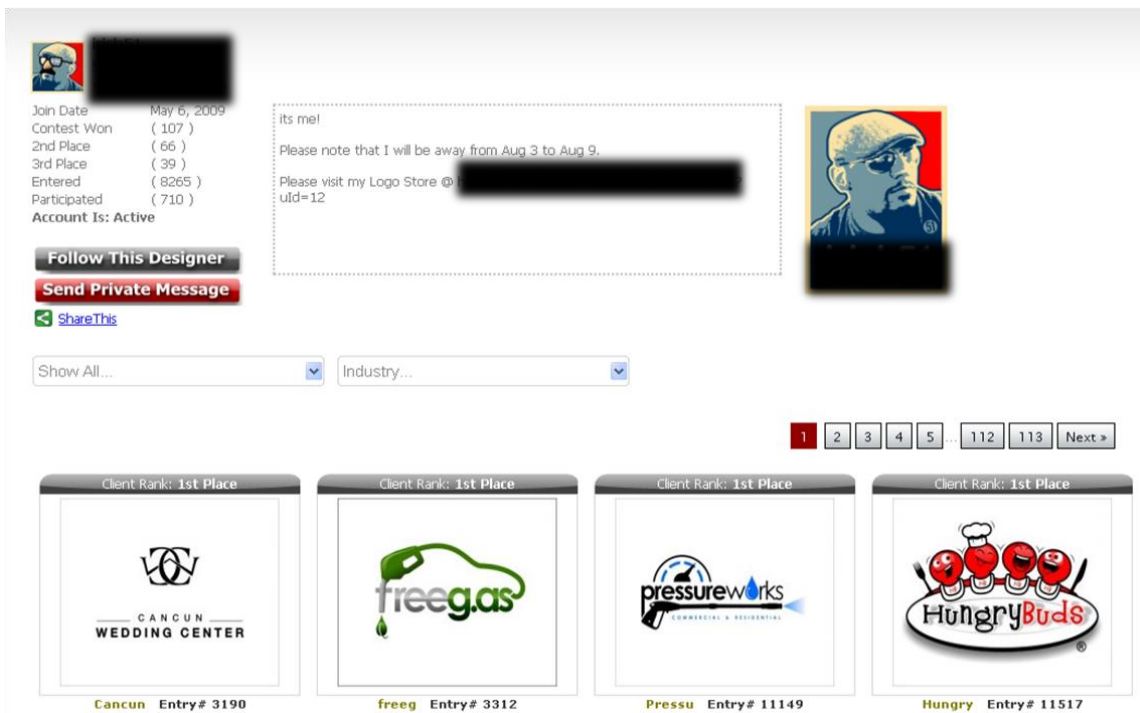 Join Date May 6, 2009
Contest Won ( 107 )
2nd Place ( 66 )
3rd Place ( 39 )
Entered ( 8265 )
Participated ( 710 )
Account Is: Active
Follow This Designer
Send Private Message
ShareThis
its me!
Please note that I will be away from Aug 3 to Aug 9.
Please visit my Logo Store @
uId=12
51
Show All...
Industry...
1 2 3 4 5 ... 112 113 Next »
Client Rank: 1st Place
CANCUN
WEDDING CENTER
Cancun Entry# 3190
Client Rank: 1st Place
freeg.as
freeg Entry# 3312
Client Rank: 1st Place
pressureworks
COMMERCIAL & RESIDENTIAL
Pressu Entry# 11149
Client Rank: 1st Place
HungryBuds
®
Hungry Entry# 11517